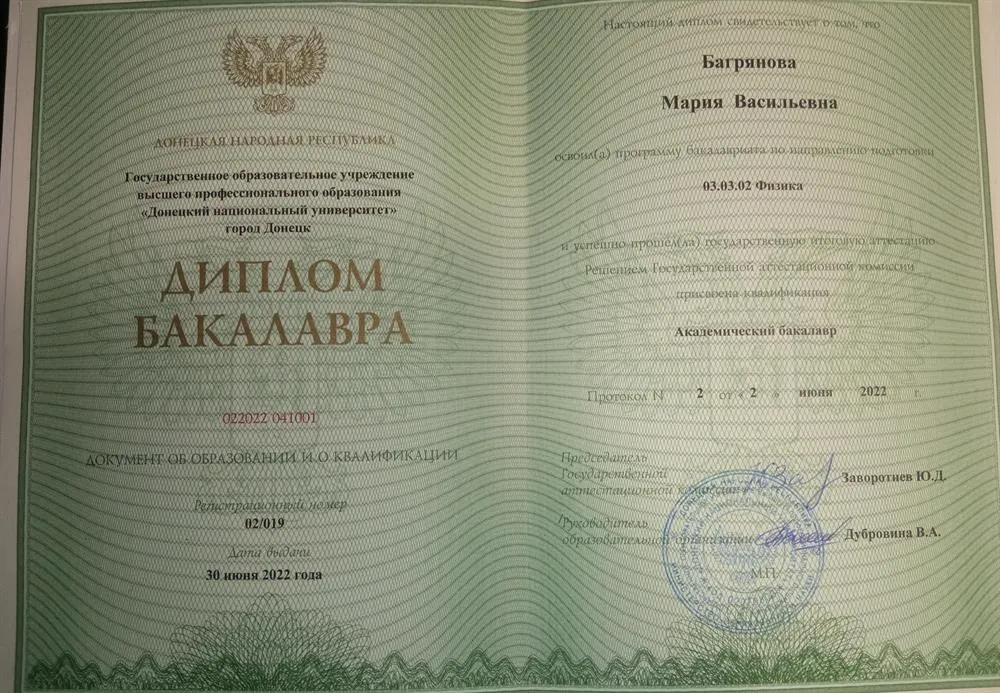 ДОНЕЦКАЯ НАРОДНАЯ РЕСПУБЛИКА
Государственное образовательное учреждение
высшего профессионального образования
«Донецкий национальный университет»
город Донецк
ДИПЛОМ
БАКАЛАВРА
022022 041001
ДОКУМЕНТ ОБ ОБРАЗОВАНИИ И О КВАЛИФИКАЦИИ
Регистрационный номер
02/019
Дата выдачи
30 июня 2022 года
Настоящий диплом свидетельствует о том, что
Багрянова
Мария Васильевна
освоил(а) программу бакалавриата по направлению подготовки
03.03.02 Физика
и успешно прошел(ла) государственную итоговую аттестацию
Решением Государственной аттестационной комиссии
присвоена квалификация
Академический бакалавр
Протокол N 2 от « 2 » июня 2022 г.
Председатель
Государственной
аттестационной комиссии Заворотнев Ю.Д.
Руководитель
образовательной организации Дубровина В.А.
М.П.